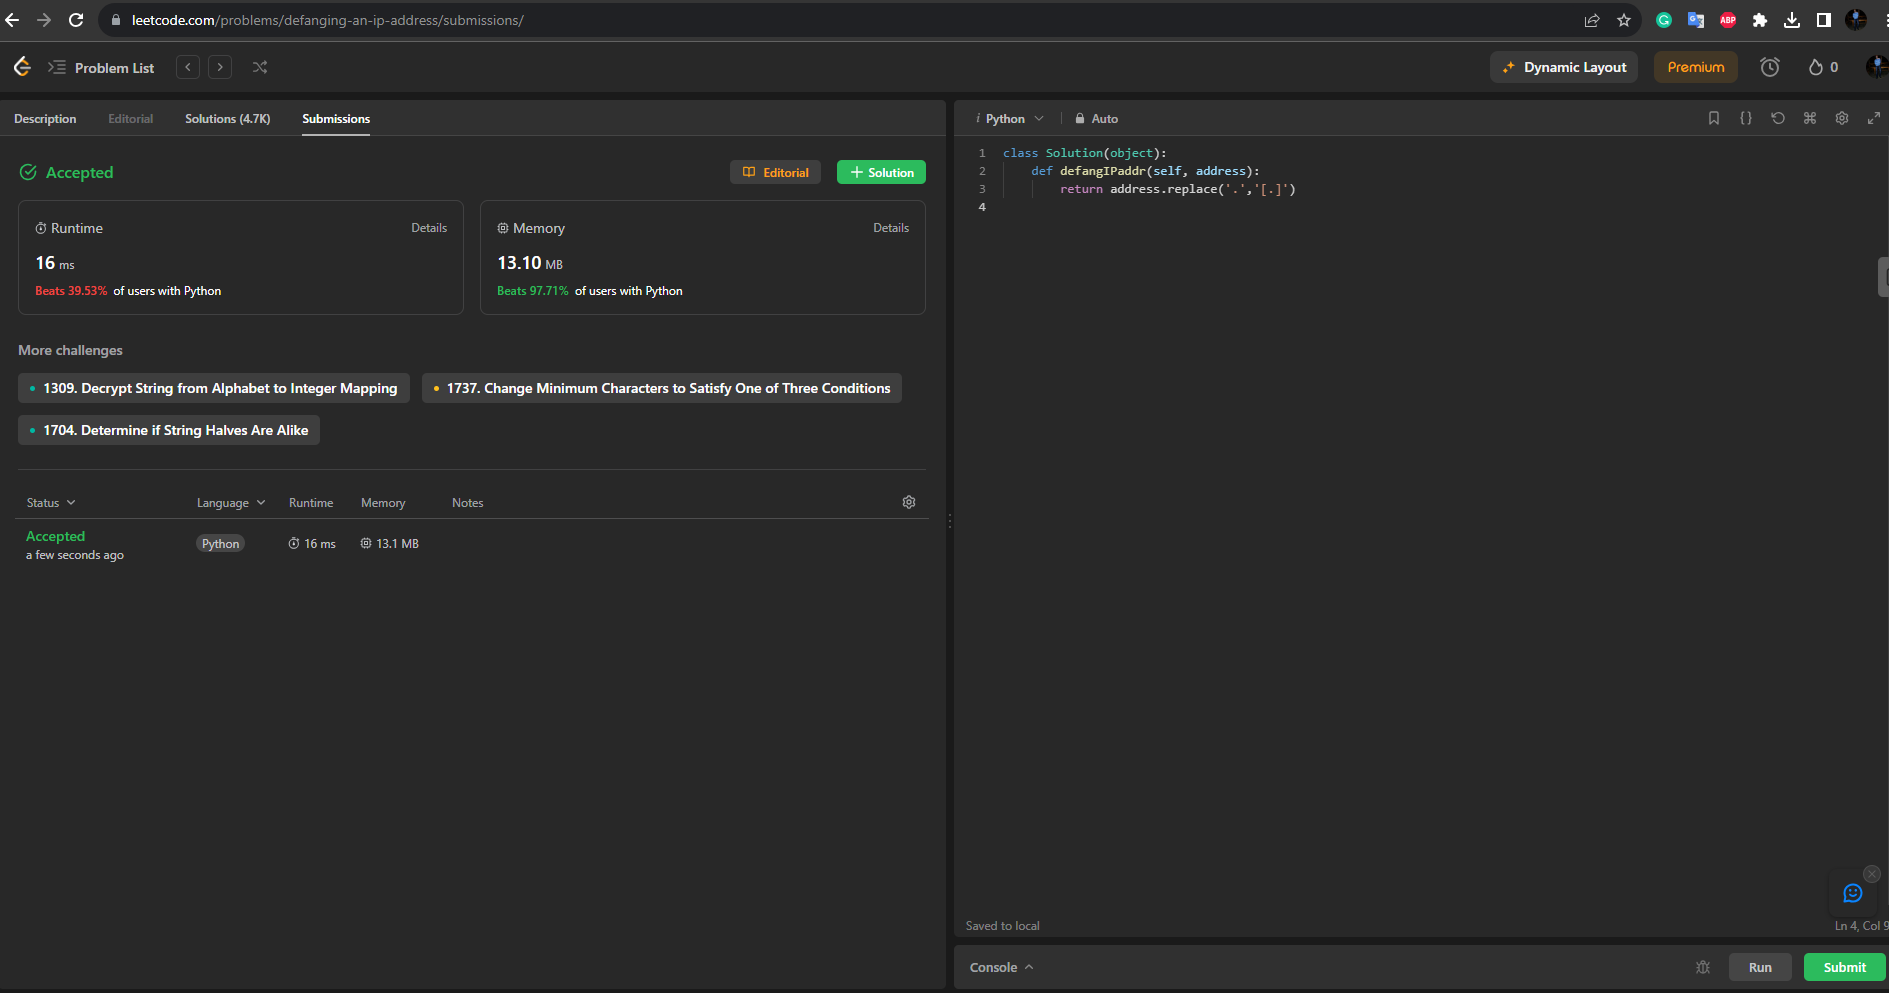 leetcode.com/problems/defanging-an-ip-address/submissions/
G
ABP
Problem List
Dynamic Layout
Premium
0
Description Editorial Solutions (4.7K) Submissions
Python Auto
{}
Accepted
Editorial
Solution
Runtime Details
16 ms
Beats 39.53% of users with Python
Memory Details
13.10 MB
Beats 97.71% of users with Python
More challenges
1309. Decrypt String from Alphabet to Integer Mapping
1737. Change Minimum Characters to Satisfy One of Three Conditions
1704. Determine if String Halves Are Alike
Status Language Runtime Memory Notes
Accepted Python 16 ms 13.1 MB
a few seconds ago
1 class Solution(object):
2 def defangIPaddr(self, address):
3 return address.replace('.','[.]')
4
Saved to local
Ln 4, Col 9
Console
Run
Submit